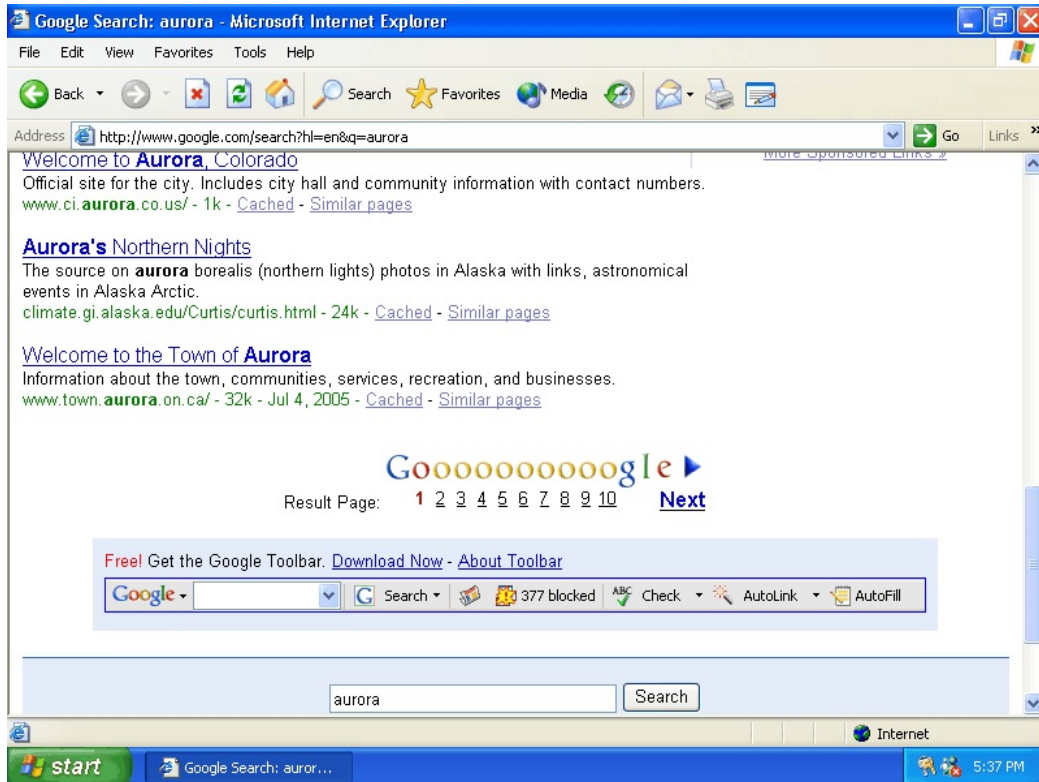 Google Search: aurora - Microsoft Internet Explorer
File Edit View Favorites Tools Help
Back Search Favorites Media
Address http://www.google.com/search?hl=en&q=aurora Go Links »
Welcome to Aurora, Colorado More Sponsored Links »
Official site for the city. Includes city hall and community information with contact numbers.
www.ci.aurora.co.us/ - 1k - Cached - Similar pages
Aurora's Northern Nights
The source on aurora borealis (northern lights) photos in Alaska with links, astronomical
events in Alaska Arctic.
climate.gi.alaska.edu/Curtis/curtis.html - 24k - Cached - Similar pages
Welcome to the Town of Aurora
Information about the town, communities, services, recreation, and businesses.
www.town.aurora.on.ca/ - 32k - Jul 4, 2005 - Cached - Similar pages
Goooooooooogle
Result Page: 1 2 3 4 5 6 7 8 9 10 Next
Free! Get the Google Toolbar. Download Now - About Toolbar
Google G Search 377 blocked ABC Check AutoLink AutoFill
aurora Search
Internet
start Google Search: auror... 5:37 PM